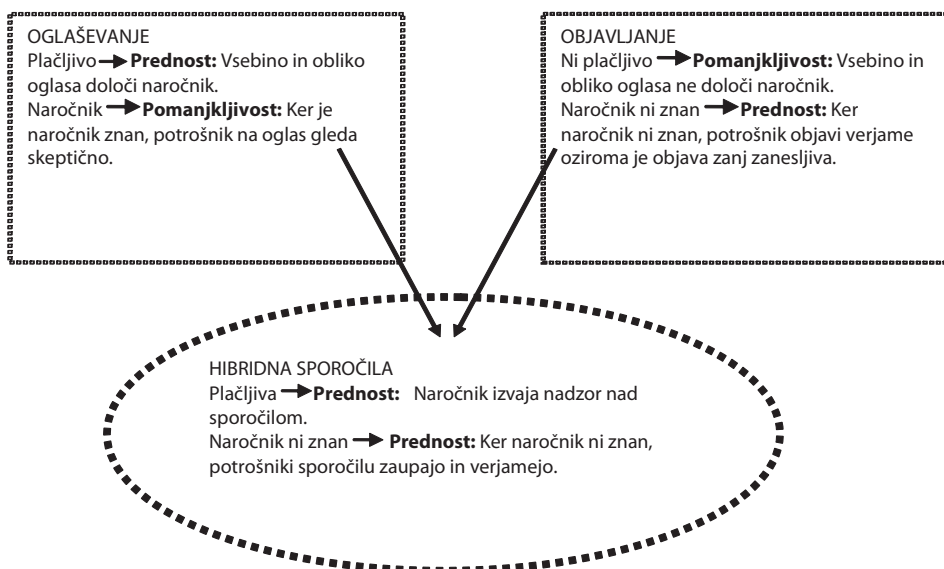 OGLAŠEVANJE
Plačljivo → Prednost: Vsebino in obliko
oglasa določi naročnik.
Naročnik → Pomanjkljivost: Ker je
naročnik znan, potrošnik na oglas gleda
skeptično.
OBJAVLJANJE
Ni plačljivo → Pomanjkljivost: Vsebino in
obliko oglasa ne določi naročnik.
Naročnik ni znan → Prednost: Ker
naročnik ni znan, potrošnik objavi verjame
oziroma je objava zanj zanesljiva.
HIBRIDNA SPOROČILA
Plačljiva → Prednost: Naročnik izvaja nadzor nad
sporočilom.
Naročnik ni znan → Prednost: Ker naročnik ni znan,
potrošniki sporočilu zaupajo in verjamejo.